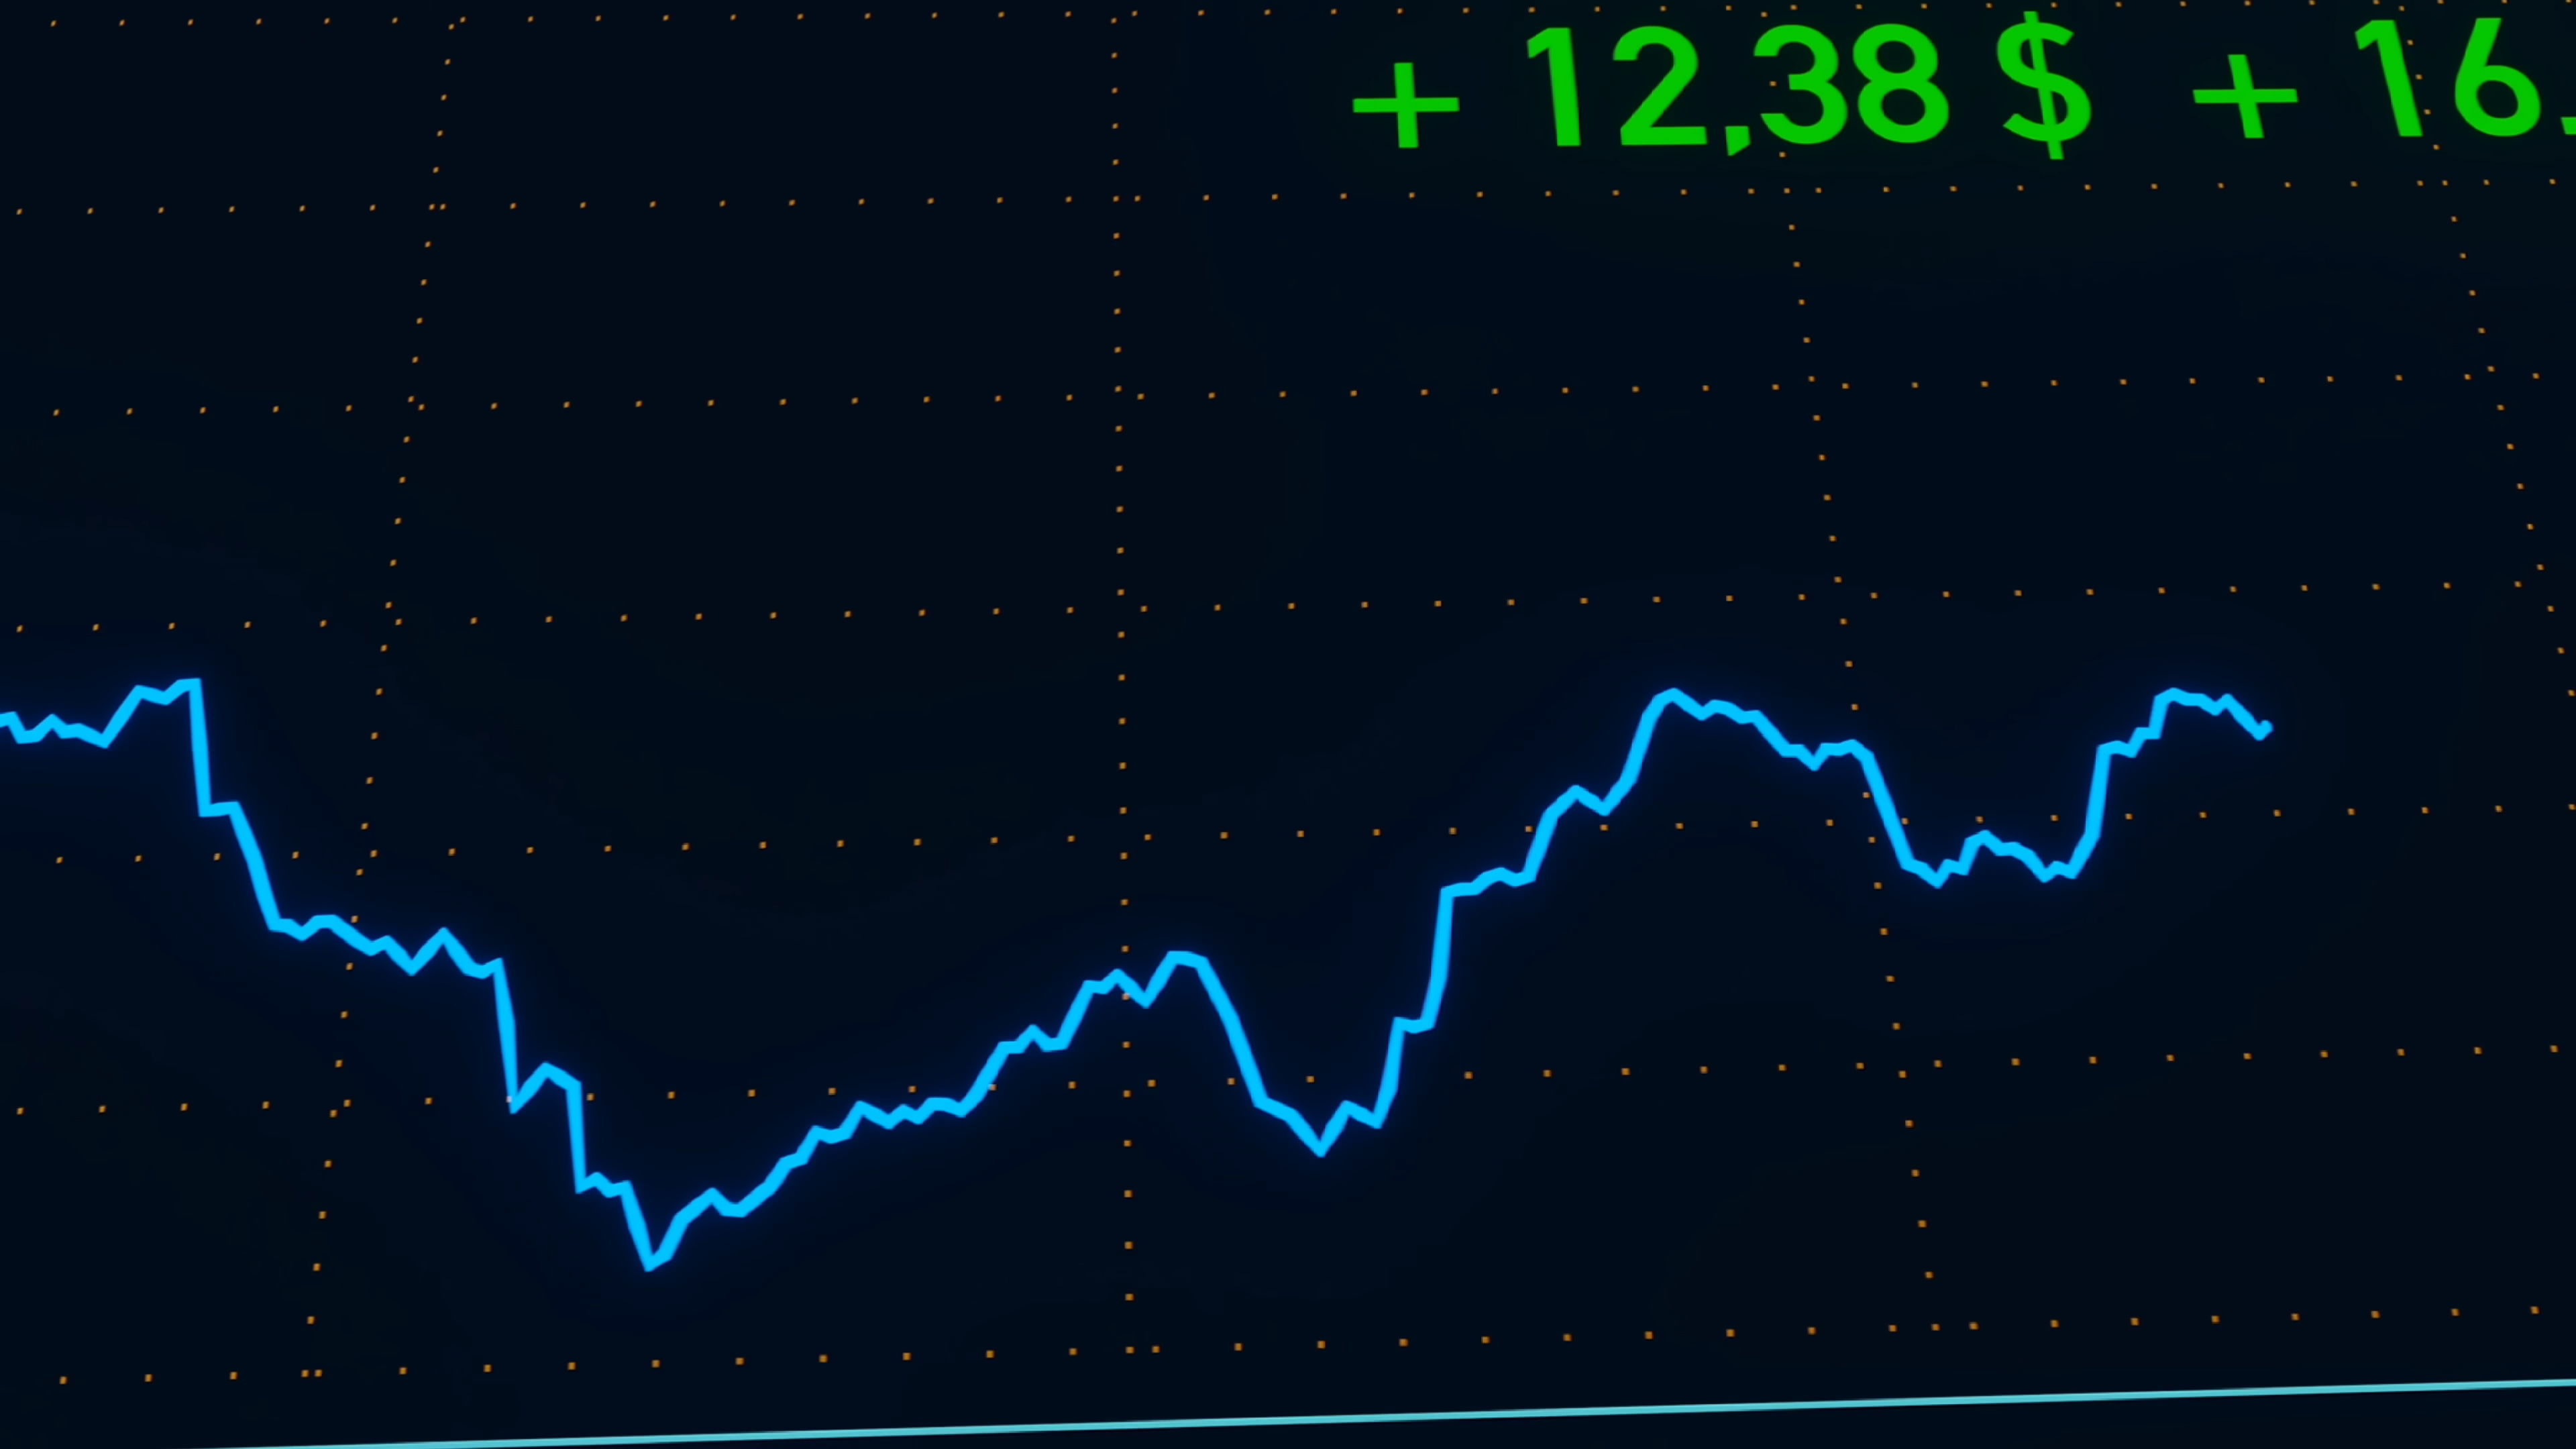 + 12,38 $ + 16.